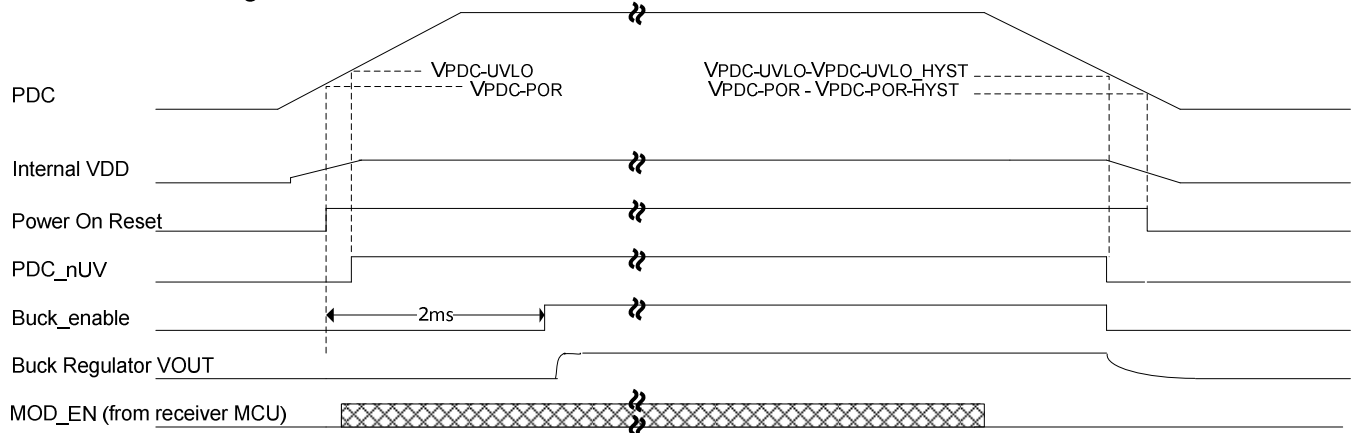 VPDC-UVLO
VPDC-POR
VPDC-UVLO-VPDC-UVLO_HYST
VPDC-POR - VPDC-POR-HYST
PDC
Internal VDD
Power On Reset
PDC_nUV
Buck_enable
2ms
Buck Regulator VOUT
MOD_EN (from receiver MCU)